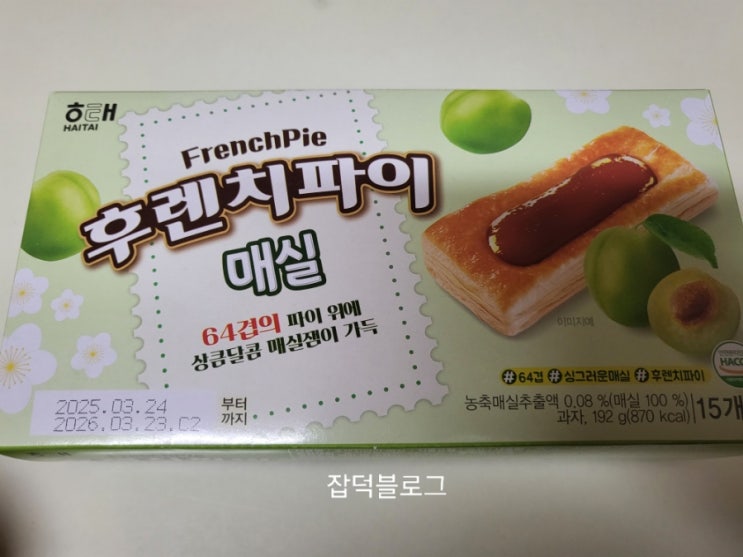 해태
HAITAI
FrenchPie
후렌치파이
매실
64겹의 파이 위에
상큼달콤 매실잼이 가득
이미지예
HACC
#64겹 #싱그러운매실 #후렌치파이
농축매실추출액 0.08 %(매실 100 %)
과자, 192 g(870 kcal)
15개
2025.03.24 부터
2026.03.23.C2 까지
잡덕블로그